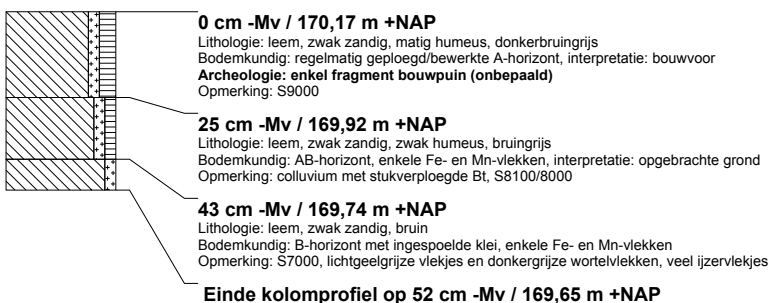 0 cm -Mv / 170,17 m +NAP
Lithologie: leem, zwak zandig, matig humeus, donkerbruingrijs
Bodemkundig: regelmatig geploegd/bewerkte A-horizont, interpretatie: bouwvoor
Archeologie: enkel fragment bouwpuin (onbepaald)
Opmerking: S9000
25 cm -Mv / 169,92 m +NAP
Lithologie: leem, zwak zandig, zwak humeus, bruingrijs
Bodemkundig: AB-horizont, enkele Fe- en Mn-vlekken, interpretatie: opgebrachte grond
Opmerking: colluvium met stukverploegde Bt, S8100/8000
43 cm -Mv / 169,74 m +NAP
Lithologie: leem, zwak zandig, bruin
Bodemkundig: B-horizont met ingespoelde klei, enkele Fe- en Mn-vlekken
Opmerking: S7000, lichtgeelgrijze vlekjes en donkergrijze wortelvlekken, veel ijzervlekjes
Einde kolomprofiel op 52 cm -Mv / 169,65 m +NAP